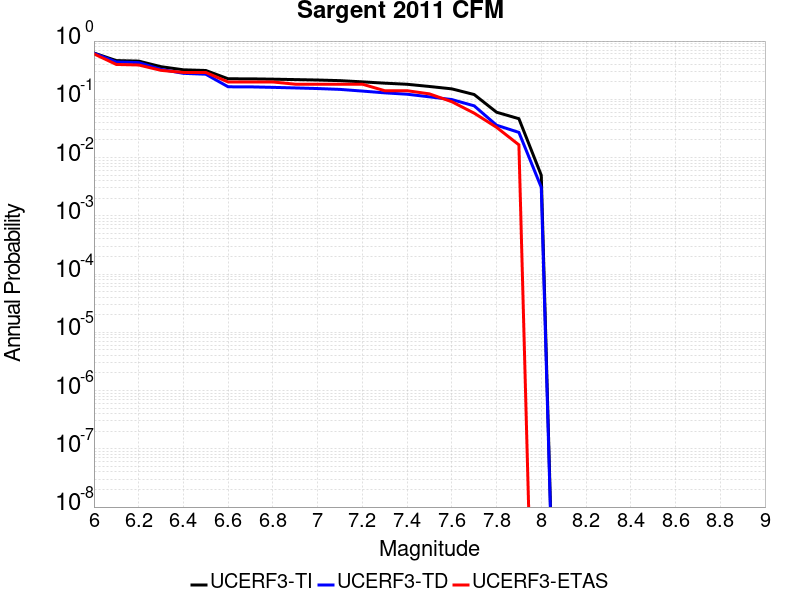 Sargent 2011 CFM
10^0
10^-1
10^-2
10^-3
10^-4
10^-5
10^-6
10^-7
10^-8
Annual Probability
6 6.2 6.4 6.6 6.8 7 7.2 7.4 7.6 7.8 8 8.2 8.4 8.6 8.8 9
Magnitude
UCERF3-TI UCERF3-TD UCERF3-ETAS